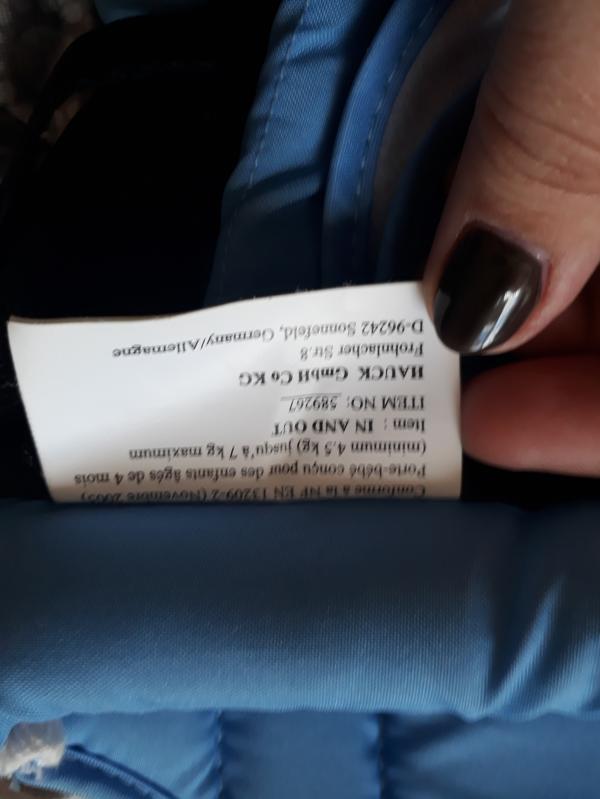 Conforme à la NF EN 13209-2 (Novembre 2005)
Porte-bébé conçu pour des enfants âgés de 4 mois
(minimum 4,5 kg) jusqu'à 7 kg maximum
Item : IN AND OUT
ITEM NO: 589267
HAUCK GmbH Co KG
Frohnlacher Str.8
D-96242 Sonnefeld, Germany/Allemagne